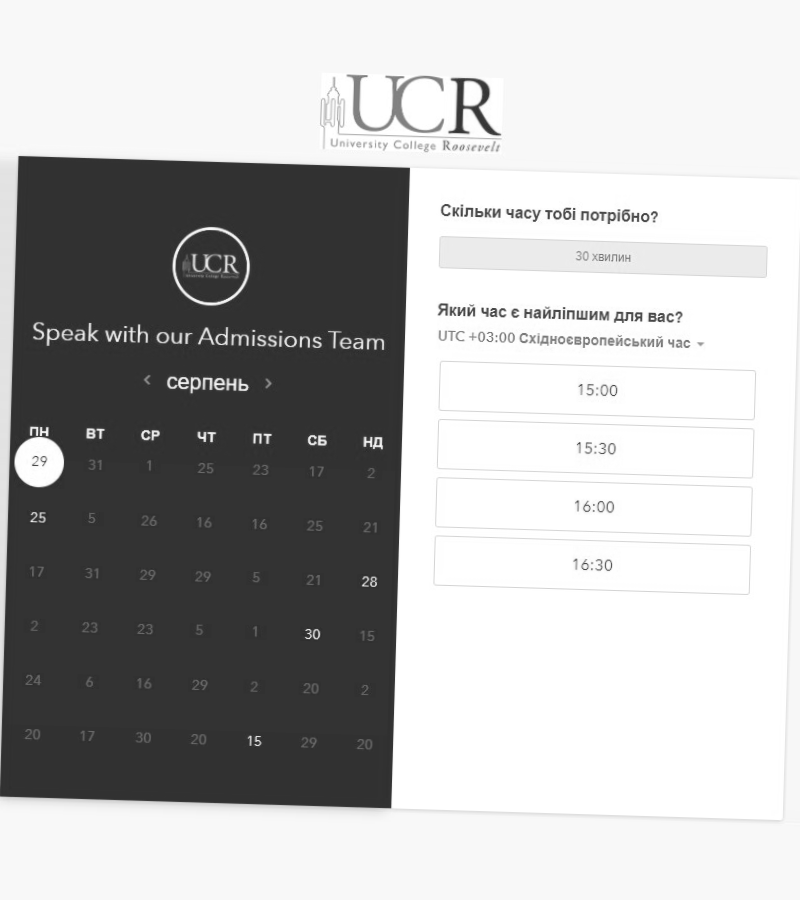 UCR
University College Roosevelt
UCR
Speak with our Admissions Team
серпень
ПН ВТ СР ЧТ ПТ СБ НД
29 31 1 25 23 17 2
25 5 26 16 16 25 21
17 31 29 29 5 21 28
2 23 23 5 1 30 15
24 6 16 29 2 20 2
20 17 30 20 15 29 20
Скільки часу тобі потрібно?
30 хвилин
Який час є найліпшим для вас?
UTC +03:00 Східноєвропейський час
15:00
15:30
16:00
16:30